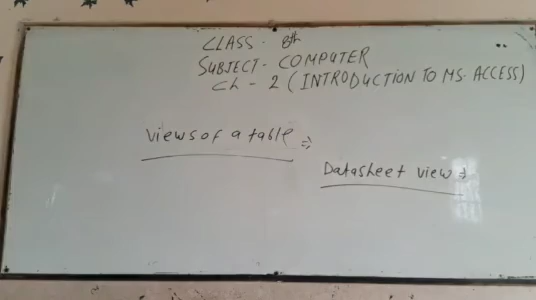 CLASS - 8th
SUBJECT - COMPUTER
Ch - 2 (INTRODUCTION TO MS. ACCESS)
views of a table ⇒
Datasheet view ⇒